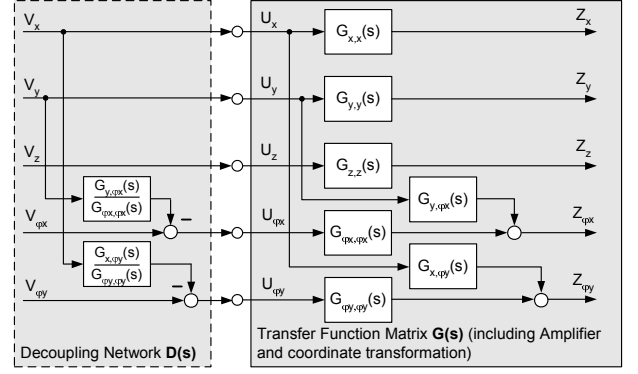 Vx Ux Gx,x(s) Zx
Vy Uy Gy,y(s) Zy
Vz Uz Gz,z(s) Zz
Gy,φx(s)
Gφx,φx(s)
–
Gy,φx(s)
Vφx Uφx Gφx,φx(s) Zφx
Gx,φy(s)
Gφy,φy(s)
–
Gx,φy(s)
Vφy Uφy Gφy,φy(s) Zφy
Decoupling Network D(s)
Transfer Function Matrix G(s) (including Amplifier
and coordinate transformation)